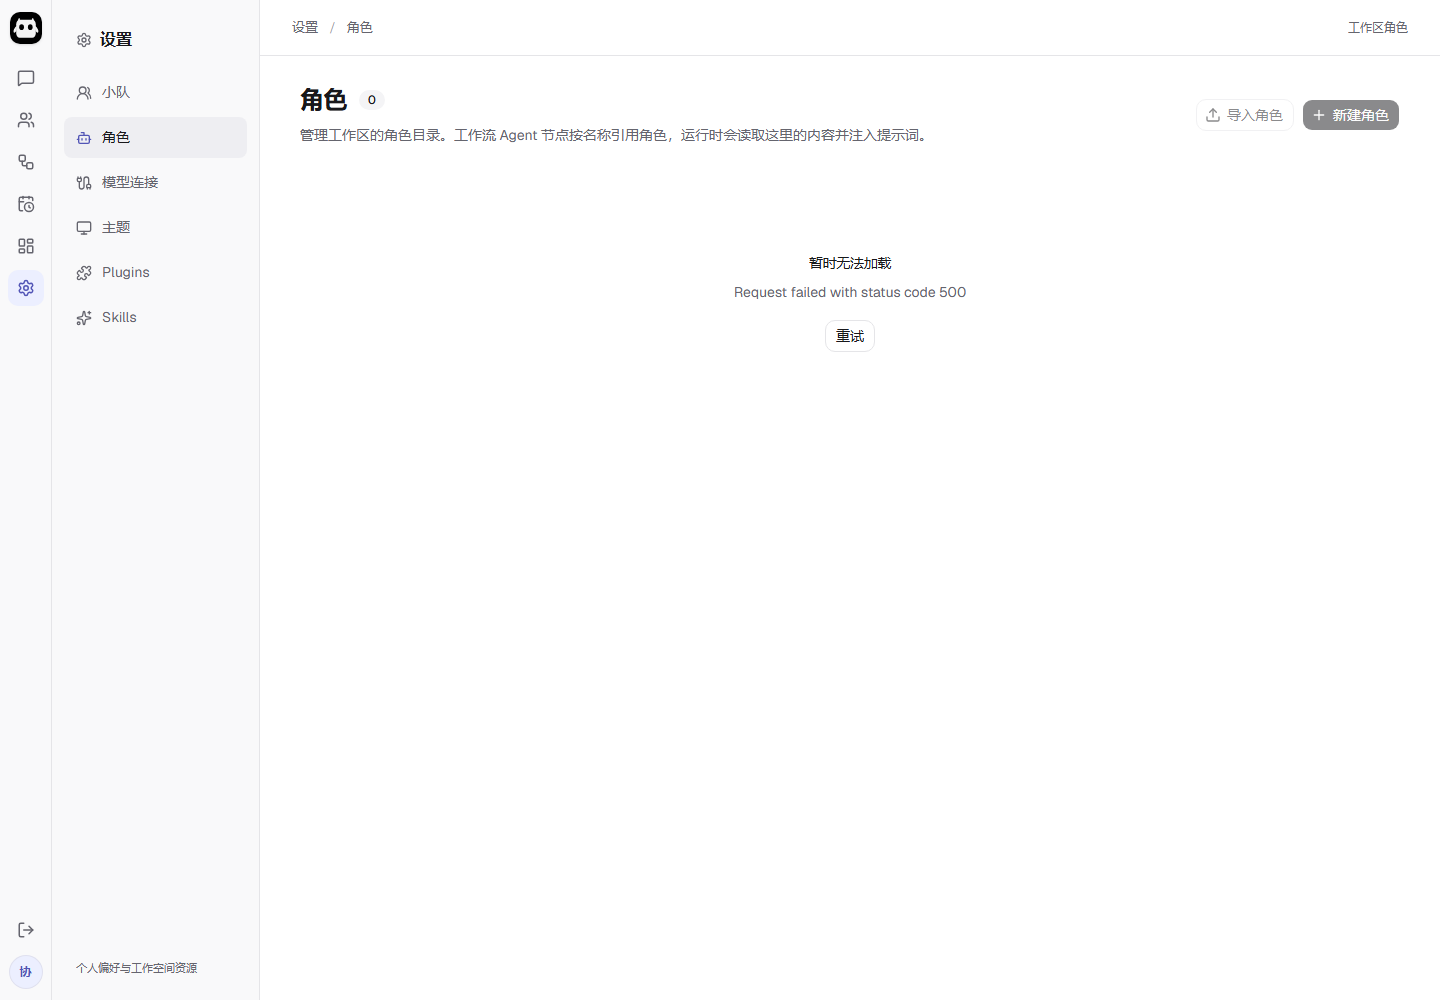 设置
小队
角色
模型连接
主题
Plugins
Skills
个人偏好与工作空间资源
协
设置 / 角色
工作区角色
角色 0
管理工作区的角色目录。工作流 Agent 节点按名称引用角色，运行时会读取这里的内容并注入提示词。
导入角色
新建角色
暂时无法加载
Request failed with status code 500
重试